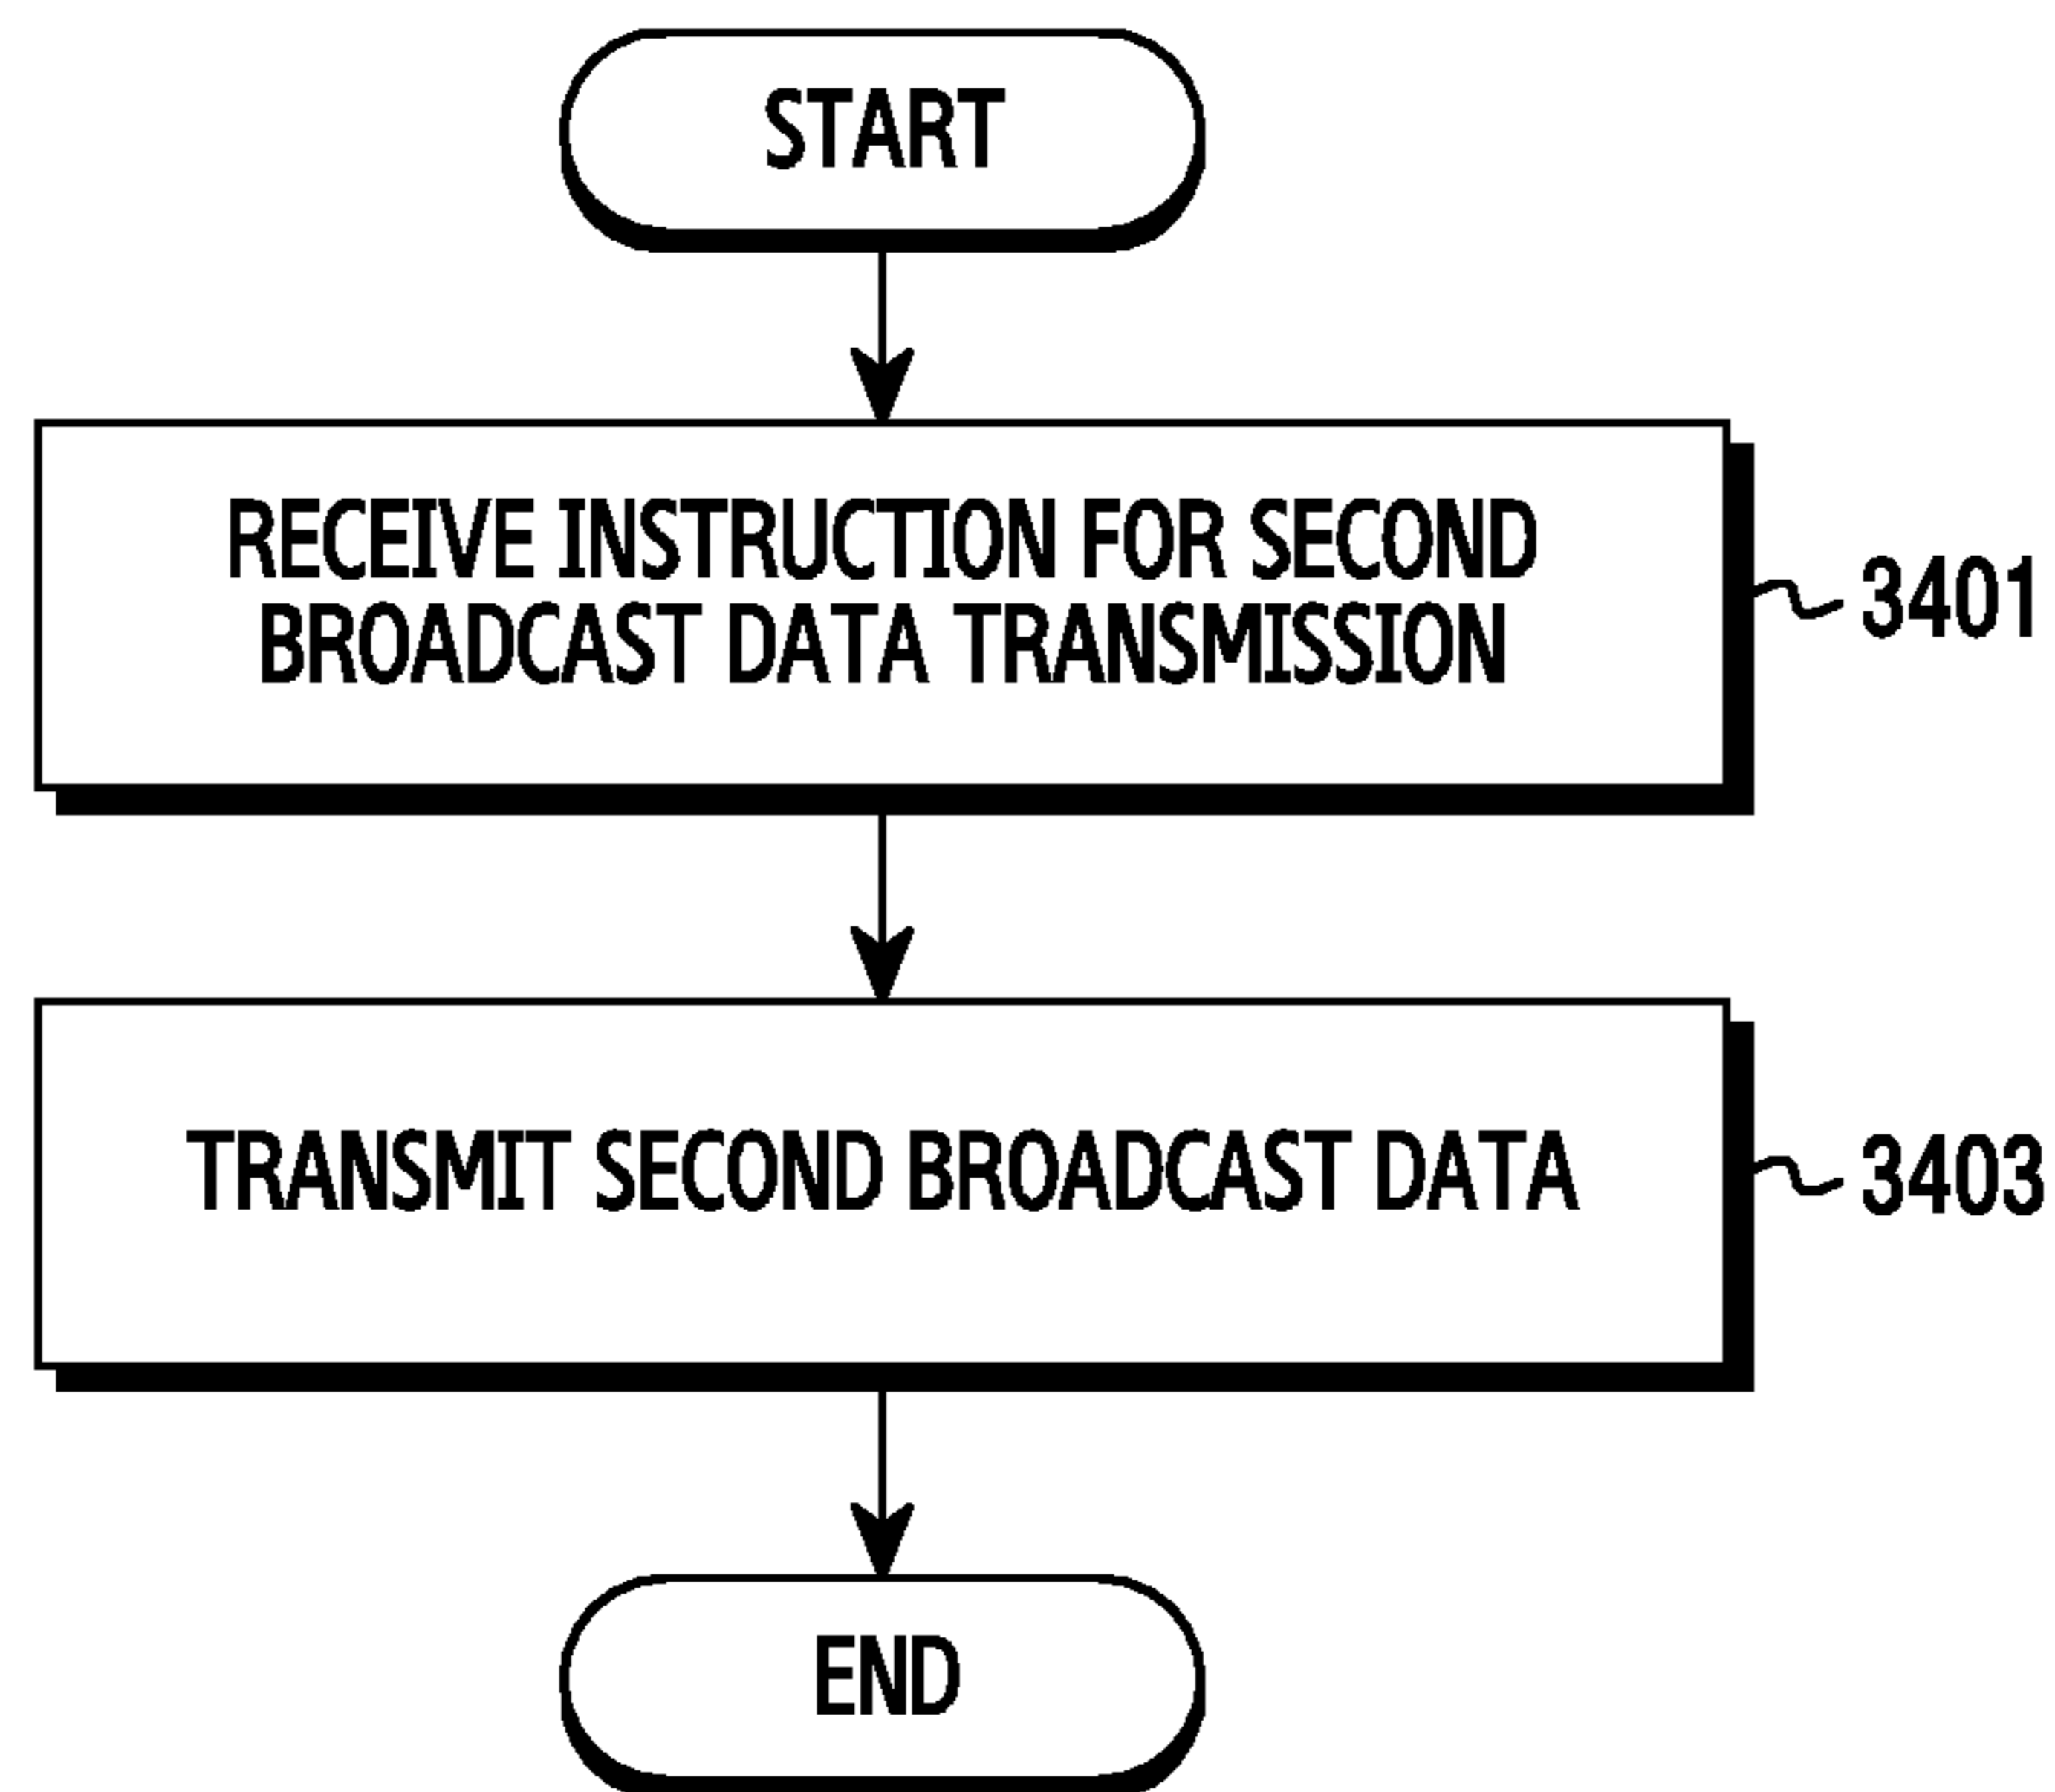 START
RECEIVE INSTRUCTION FOR SECOND
BROADCAST DATA TRANSMISSION
3401
TRANSMIT SECOND BROADCAST DATA
3403
END